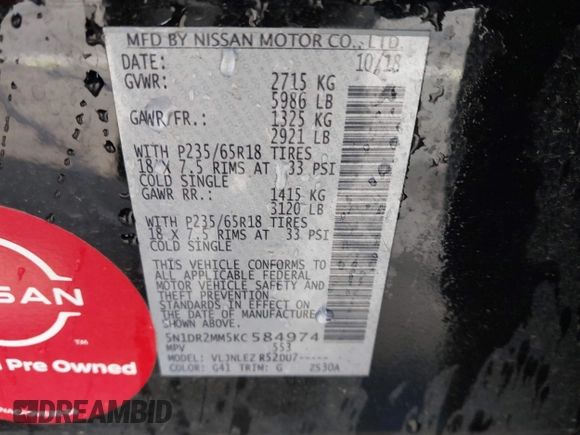 MFD BY NISSAN MOTOR CO., LTD.
DATE: 10/18
GVWR: 2715 KG
5986 LB
GAWR/FR.: 1325 KG
2921 LB
WITH P235/65R18 TIRES
18 X 7.5 RIMS AT 33 PSI
COLD SINGLE
GAWR RR.: 1415 KG
3120 LB
WITH P235/65R18 TIRES
18 X 7.5 RIMS AT 33 PSI
COLD SINGLE
THIS VEHICLE CONFORMS TO
ALL APPLICABLE FEDERAL
MOTOR VEHICLE SAFETY AND
THEFT PREVENTION
STANDARDS IN EFFECT ON
THE DATE OF MANUFACTURE
SHOWN ABOVE.
5N1DR2MM5KC584974
MPV 553
MODEL: VLJNLEZ R52DU7-----
COLOR: G41 TRIM: G 2S30A
NISSAN
d Pre-owned
DREAMBID